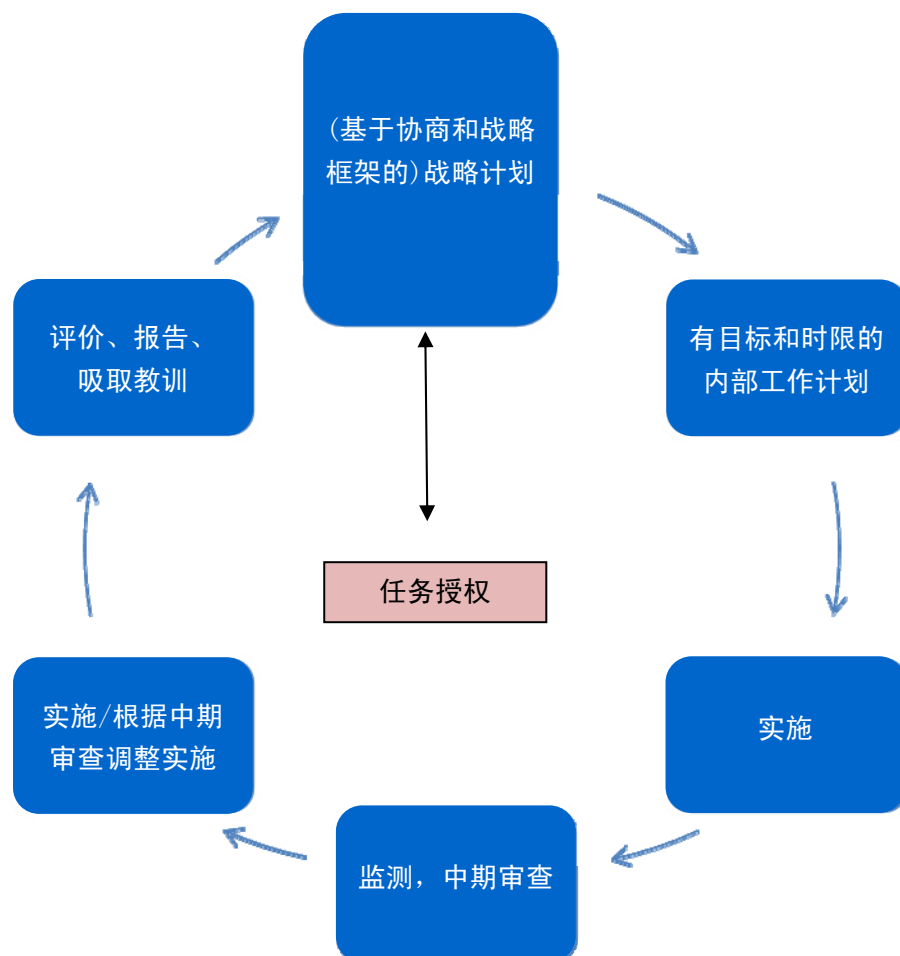 (基于协商和战略
框架的)战略计划
有目标和时限的
内部工作计划
实施
监测，中期审查
实施/根据中期
审查调整实施
评价、报告、
吸取教训
任务授权